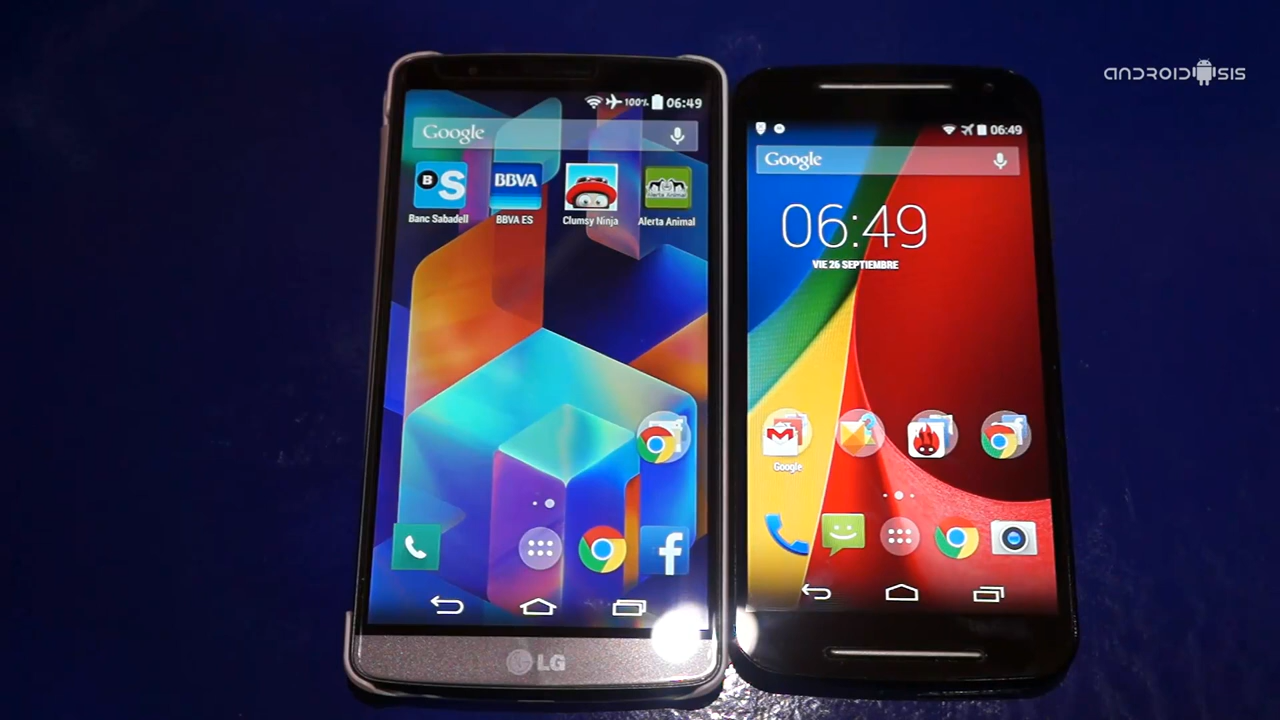 ANDROIDSIS
100% 06:49
Google
Banc Sabadell
BBVA
BBVA ES
Clumsy Ninja
Alerta Animal
LG
06:49
Google
06:49
VIE 26 SEPTIEMBRE
Google